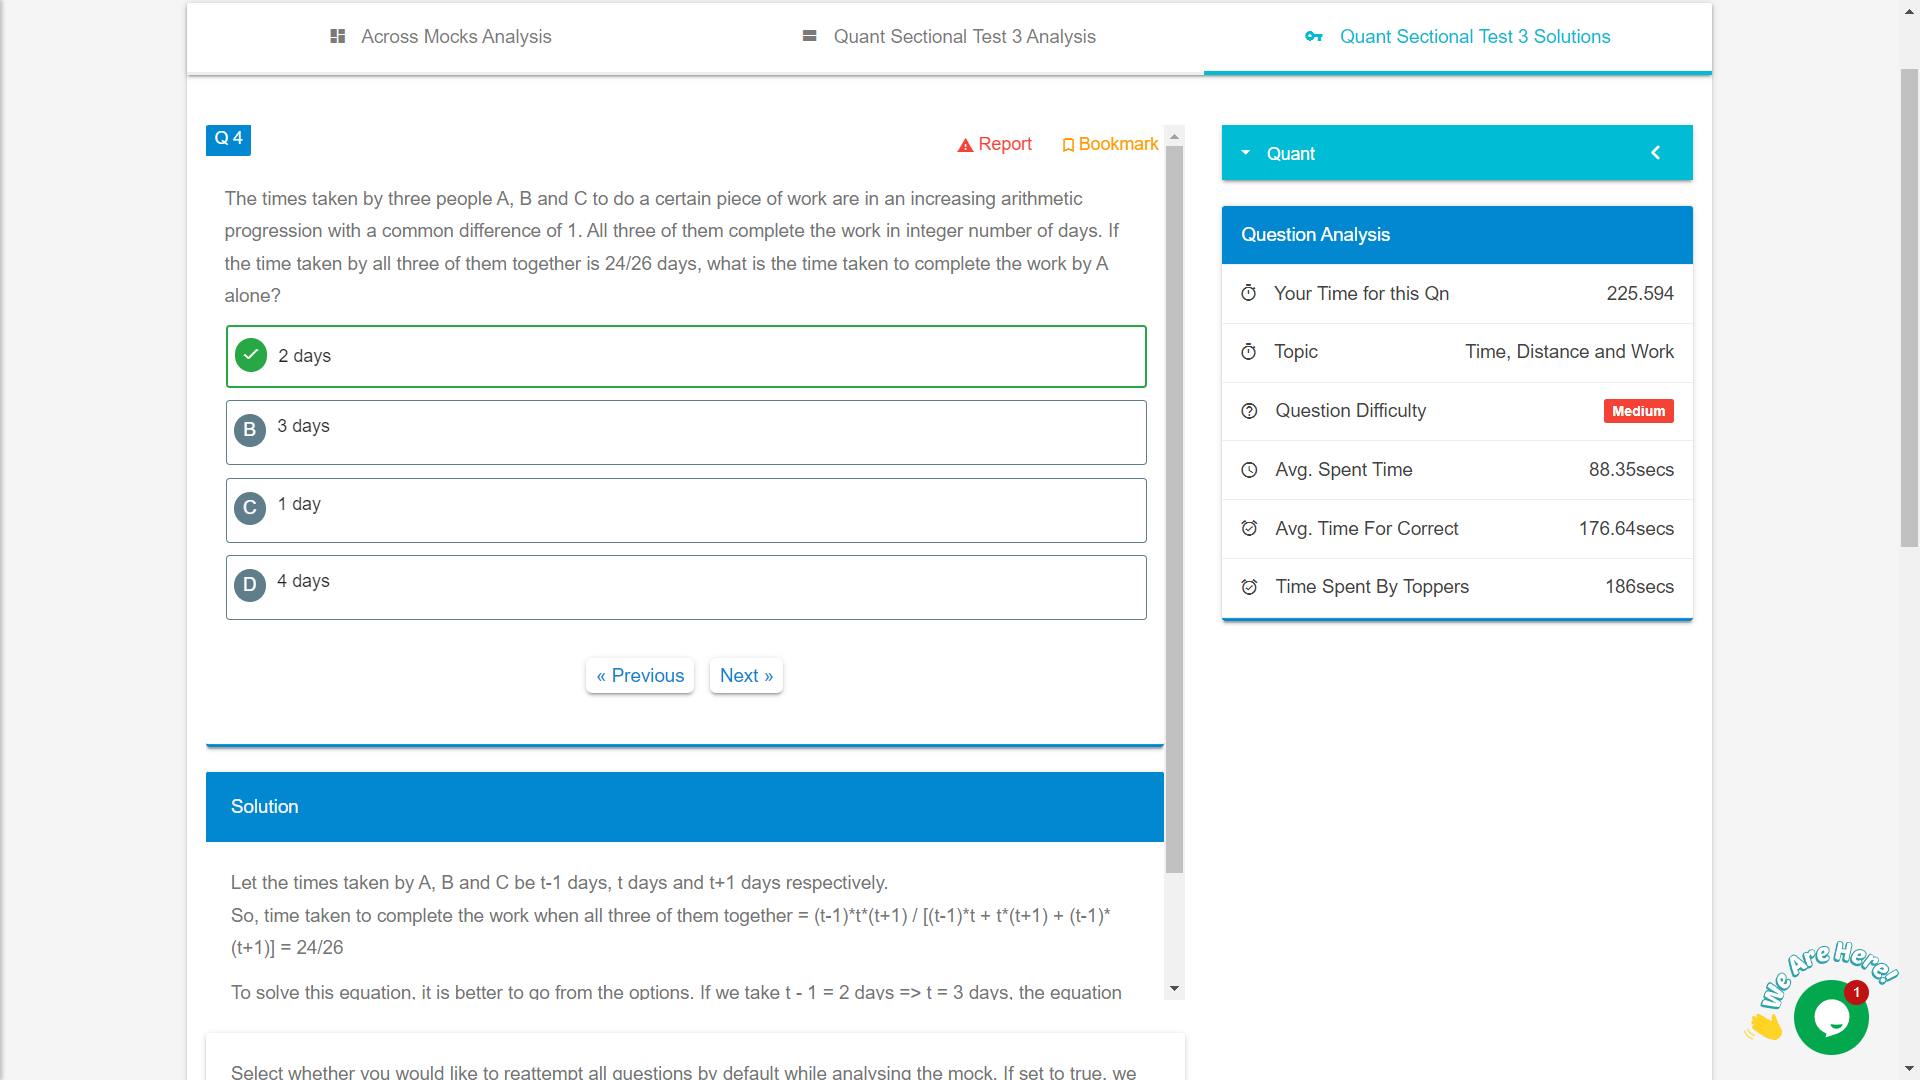 Across Mocks Analysis
Quant Sectional Test 3 Analysis
Quant Sectional Test 3 Solutions
Q 4
Report
Bookmark
The times taken by three people A, B and C to do a certain piece of work are in an increasing arithmetic
progression with a common difference of 1. All three of them complete the work in integer number of days. If
the time taken by all three of them together is 24/26 days, what is the time taken to complete the work by A
alone?
2 days
B 3 days
C 1 day
D 4 days
« Previous
Next »
Solution
Let the times taken by A, B and C be t-1 days, t days and t+1 days respectively.
So, time taken to complete the work when all three of them together = (t-1)*t*(t+1) / [(t-1)*t + t*(t+1) + (t-1)*
(t+1)] = 24/26
To solve this equation, it is better to go from the options. If we take t - 1 = 2 days => t = 3 days, the equation
Select whether you would like to reattempt all questions by default while analysing the mock. If set to true, we
Quant
Question Analysis
Your Time for this Qn 225.594
Topic Time, Distance and Work
Question Difficulty Medium
Avg. Spent Time 88.35secs
Avg. Time For Correct 176.64secs
Time Spent By Toppers 186secs
We Are Here!
1